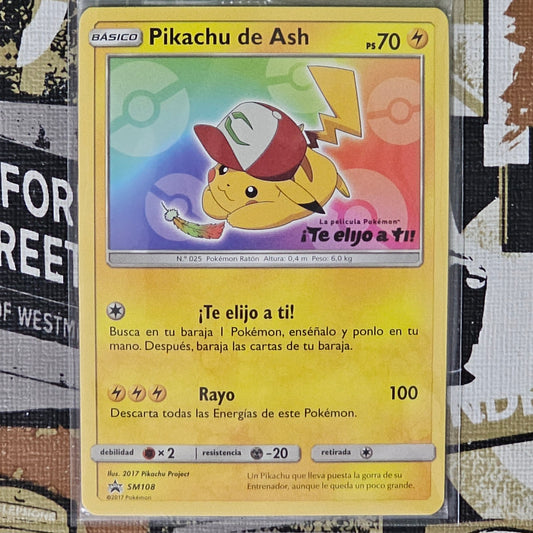 BÁSICO Pikachu de Ash PS70
La película Pokémon™
¡Te elijo a ti!
N.º 025 Pokémon Ratón Altura: 0,4 m. Peso: 6,0 kg
¡Te elijo a ti!
Busca en tu baraja 1 Pokémon, enséñalo y ponlo en tu
mano. Después, baraja las cartas de tu baraja.
Rayo 100
Descarta todas las Energías de este Pokémon.
debilidad × 2 resistencia -20 retirada
Ilus. 2017 Pikachu Project
SM108
©2017 Pokémon
Un Pikachu que lleva puesta la gorra de su
Entrenador, aunque le queda un poco grande.
FOR
REET
OF WESTM